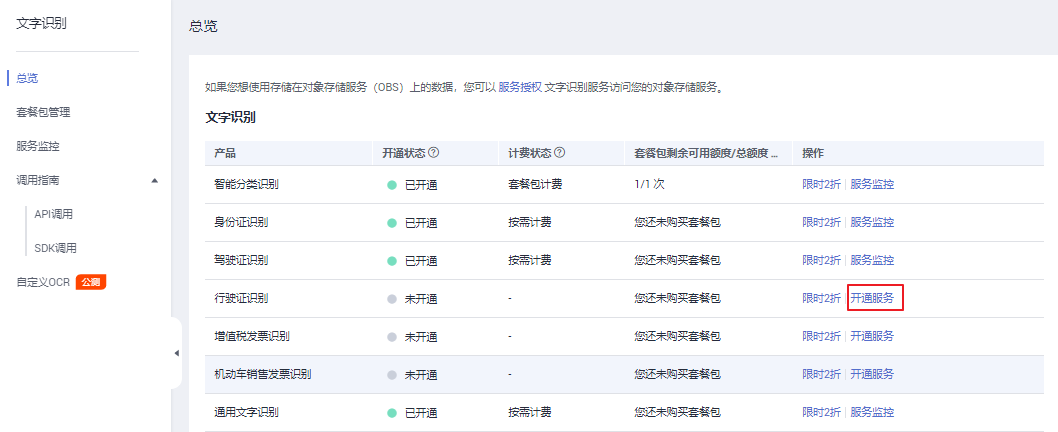 文字识别
总览
套餐包管理
服务监控
调用指南
API调用
SDK调用
自定义OCR 公测
总览
如果您想使用存储在对象存储服务（OBS）上的数据，您可以 服务授权 文字识别服务访问您的对象存储服务。
文字识别
产品 开通状态 ? 计费状态 ? 套餐包剩余可用额度/总额度 ... 操作
智能分类识别 已开通 套餐包计费 1/1 次 限时2折 | 服务监控
身份证识别 已开通 按需计费 您还未购买套餐包 限时2折 | 服务监控
驾驶证识别 已开通 按需计费 您还未购买套餐包 限时2折 | 服务监控
行驶证识别 未开通 - 您还未购买套餐包 限时2折 | 开通服务
增值税发票识别 未开通 - 您还未购买套餐包 限时2折 | 开通服务
机动车销售发票识别 未开通 - 您还未购买套餐包 限时2折 | 开通服务
通用文字识别 已开通 按需计费 您还未购买套餐包 限时2折 | 服务监控